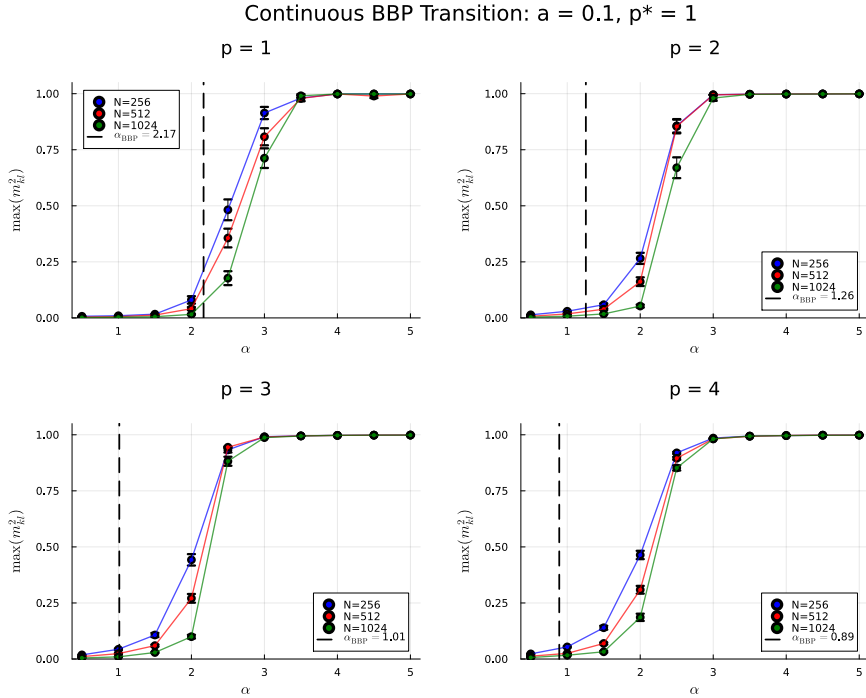 Continuous BBP Transition: a = 0.1, p* = 1
p = 1
1.00
0.75
0.50
0.25
0.00
max(m²ₖₗ)
N=256
N=512
N=1024
α_BBP = 2.17
1 2 3 4 5
α
p = 2
1.00
0.75
0.50
0.25
0.00
max(m²ₖₗ)
N=256
N=512
N=1024
α_BBP = 1.26
1 2 3 4 5
α
p = 3
1.00
0.75
0.50
0.25
0.00
max(m²ₖₗ)
N=256
N=512
N=1024
α_BBP = 1.01
1 2 3 4 5
α
p = 4
1.00
0.75
0.50
0.25
0.00
max(m²ₖₗ)
N=256
N=512
N=1024
α_BBP = 0.89
1 2 3 4 5
α